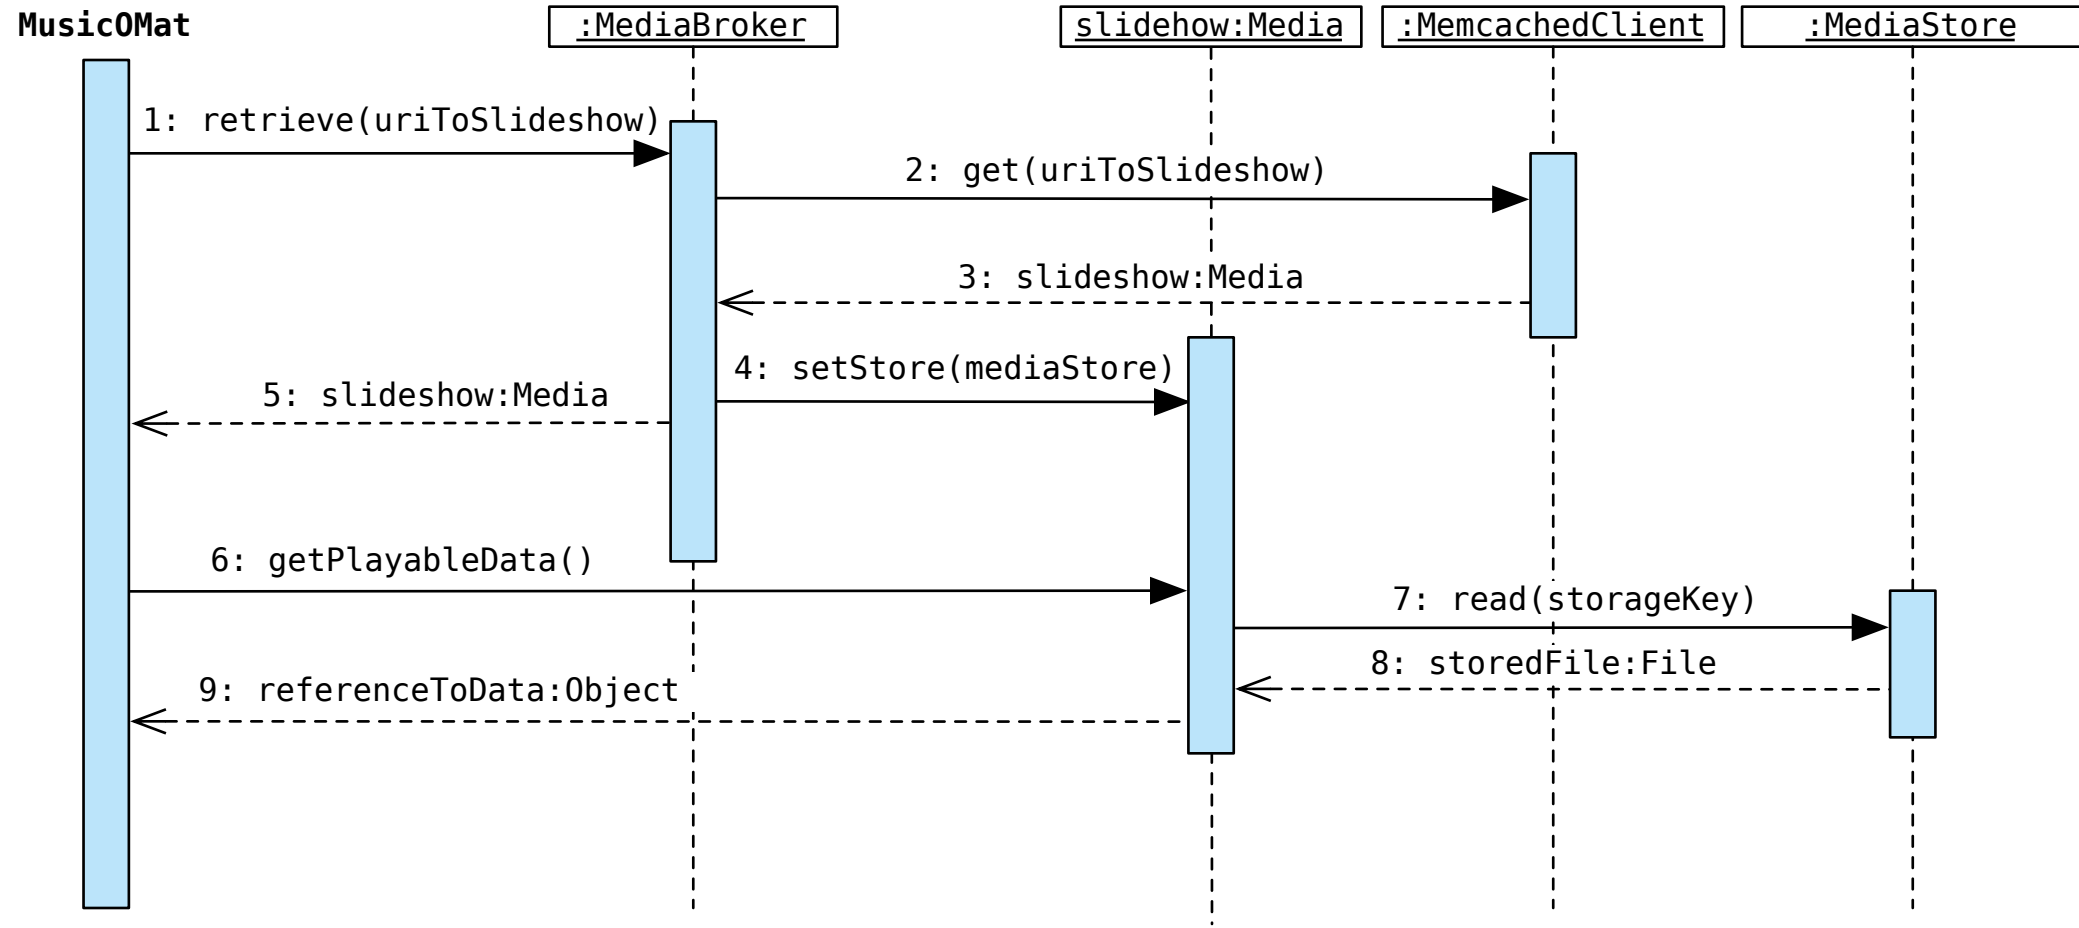 MusicOMat
:MediaBroker
slidehow:Media
:MemcachedClient
:MediaStore
1: retrieve(uriToSlideshow)
2: get(uriToSlideshow)
3: slideshow:Media
4: setStore(mediaStore)
5: slideshow:Media
6: getPlayableData()
7: read(storageKey)
8: storedFile:File
9: referenceToData:Object